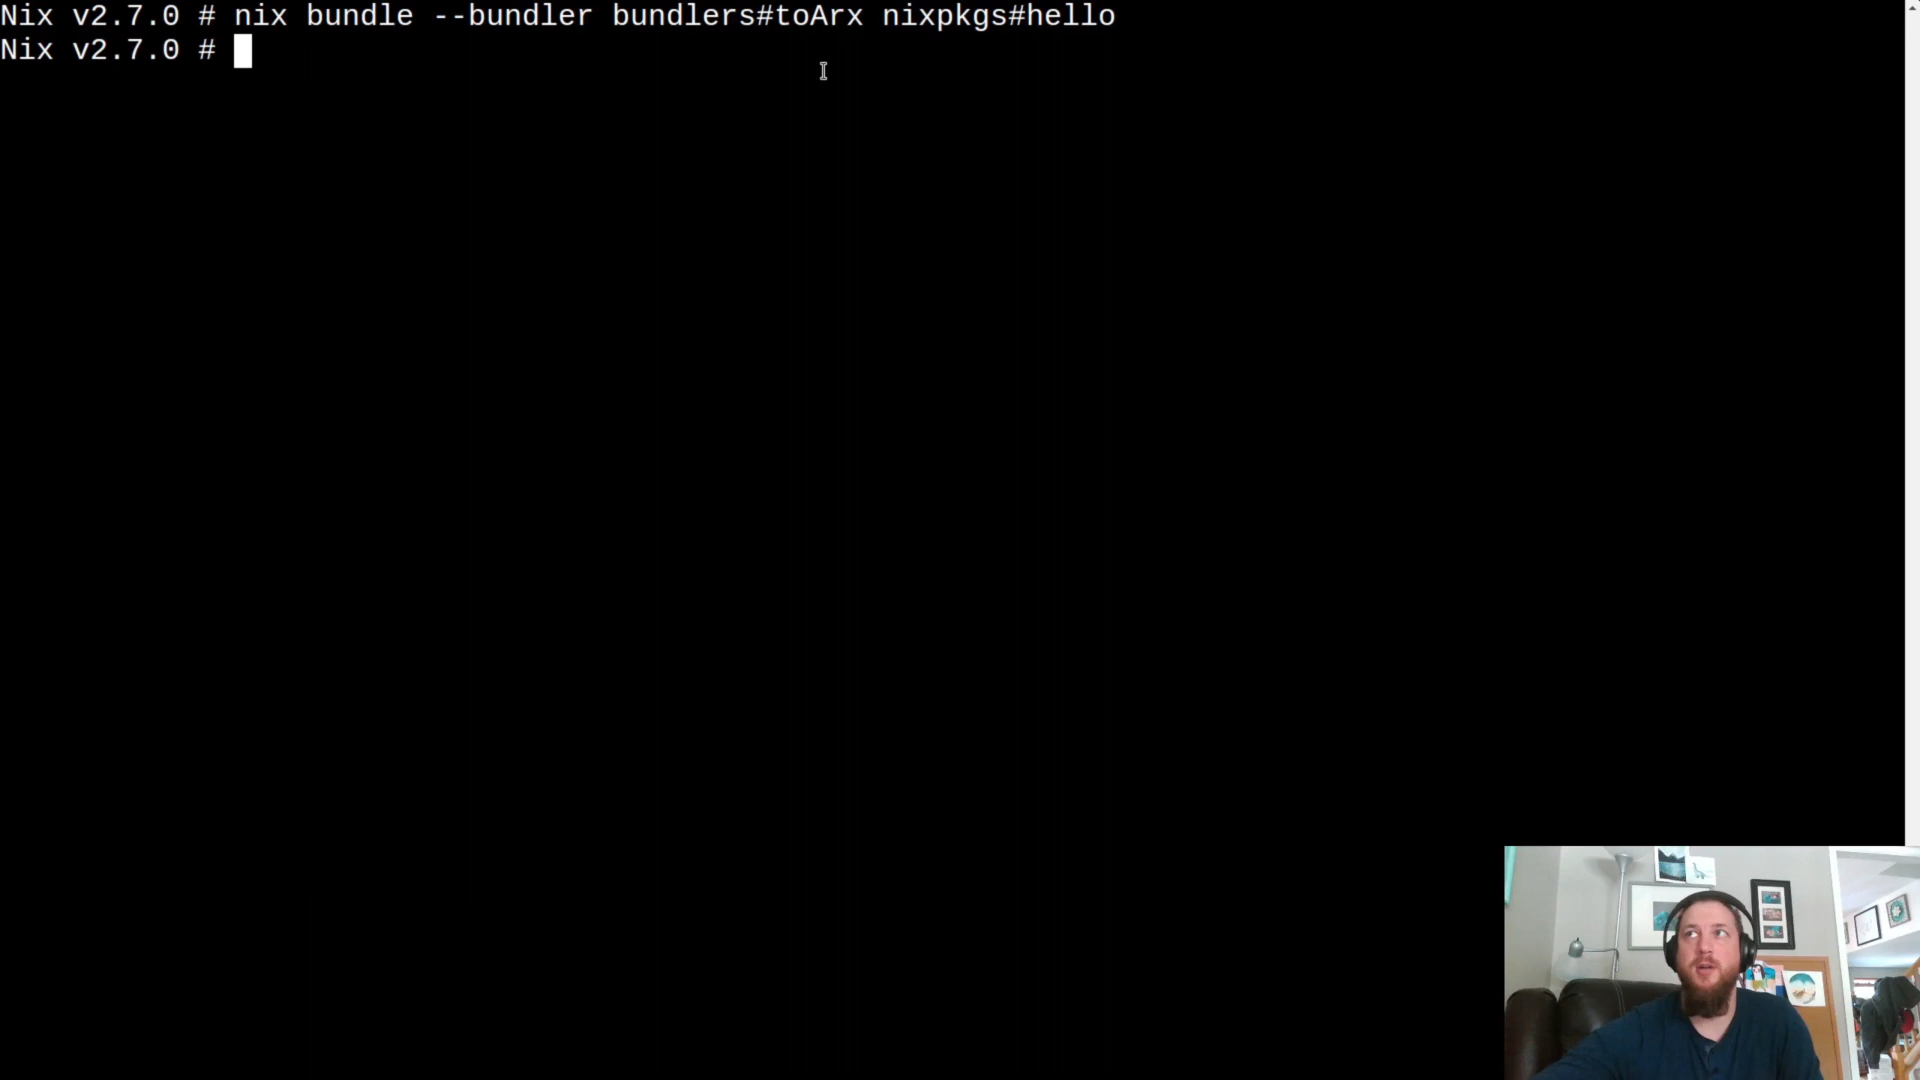 Nix v2.7.0 # nix bundle --bundler bundlers#toArx nixpkgs#hello
Nix v2.7.0 #